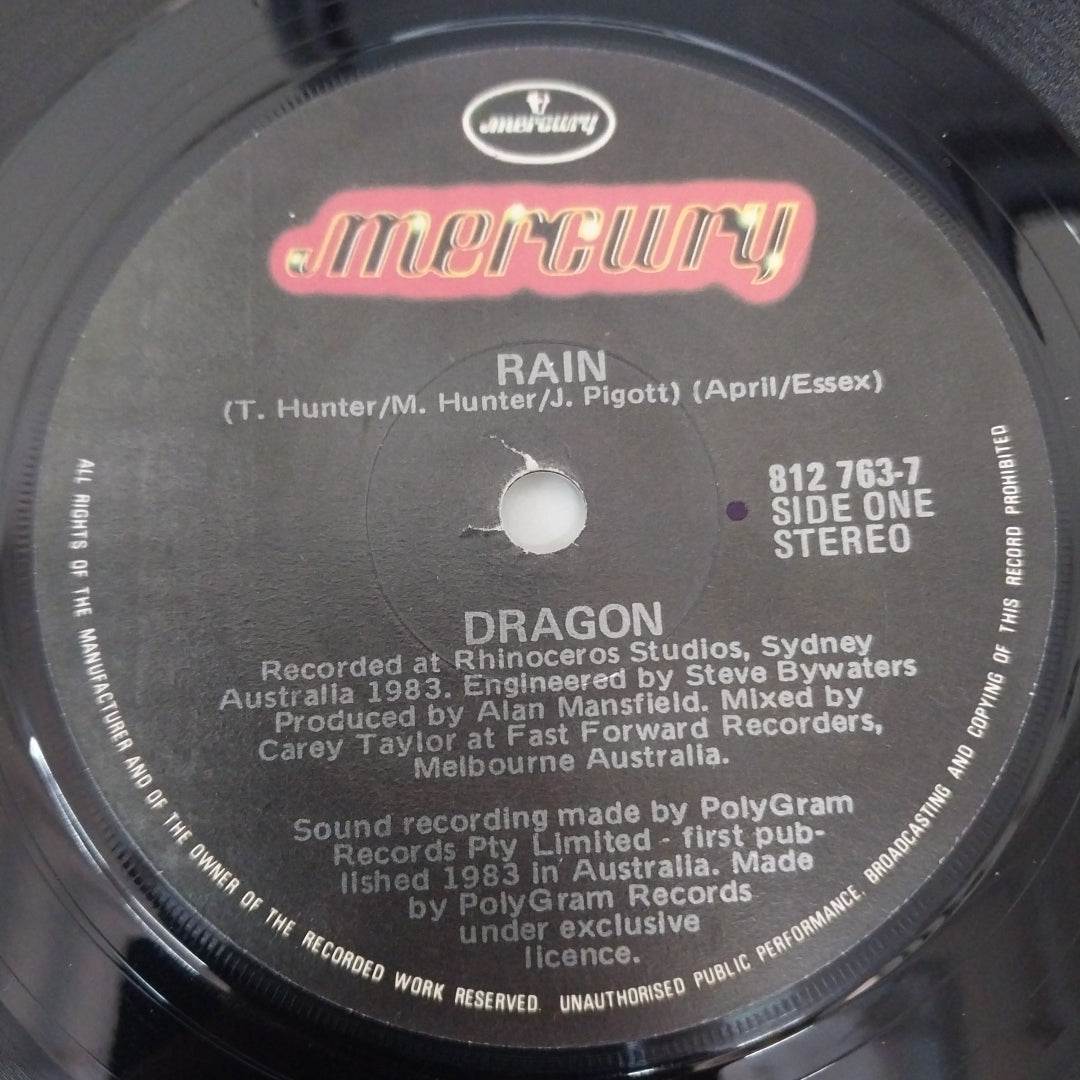 mercury
mercury
RAIN
(T. Hunter/M. Hunter/J. Pigott) (April/Essex)
812 763-7
SIDE ONE
STEREO
DRAGON
Recorded at Rhinoceros Studios, Sydney
Australia 1983. Engineered by Steve Bywaters
Produced by Alan Mansfield. Mixed by
Carey Taylor at Fast Forward Recorders,
Melbourne Australia.
Sound recording made by PolyGram
Records Pty Limited - first pub-
lished 1983 in Australia. Made
by PolyGram Records
under exclusive
licence.
ALL RIGHTS OF THE MANUFACTURER AND OF THE OWNER OF THE RECORDED WORK RESERVED. UNAUTHORISED PUBLIC PERFORMANCE, BROADCASTING AND COPYING OF THIS RECORD PROHIBITED